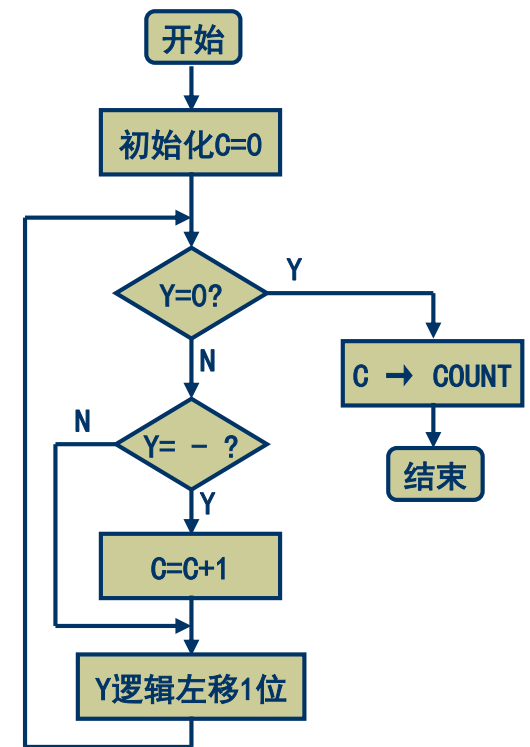 开始
初始化C=0
Y=0?
Y
N
C → COUNT
Y= - ?
N
结束
Y
C=C+1
Y逻辑左移1位